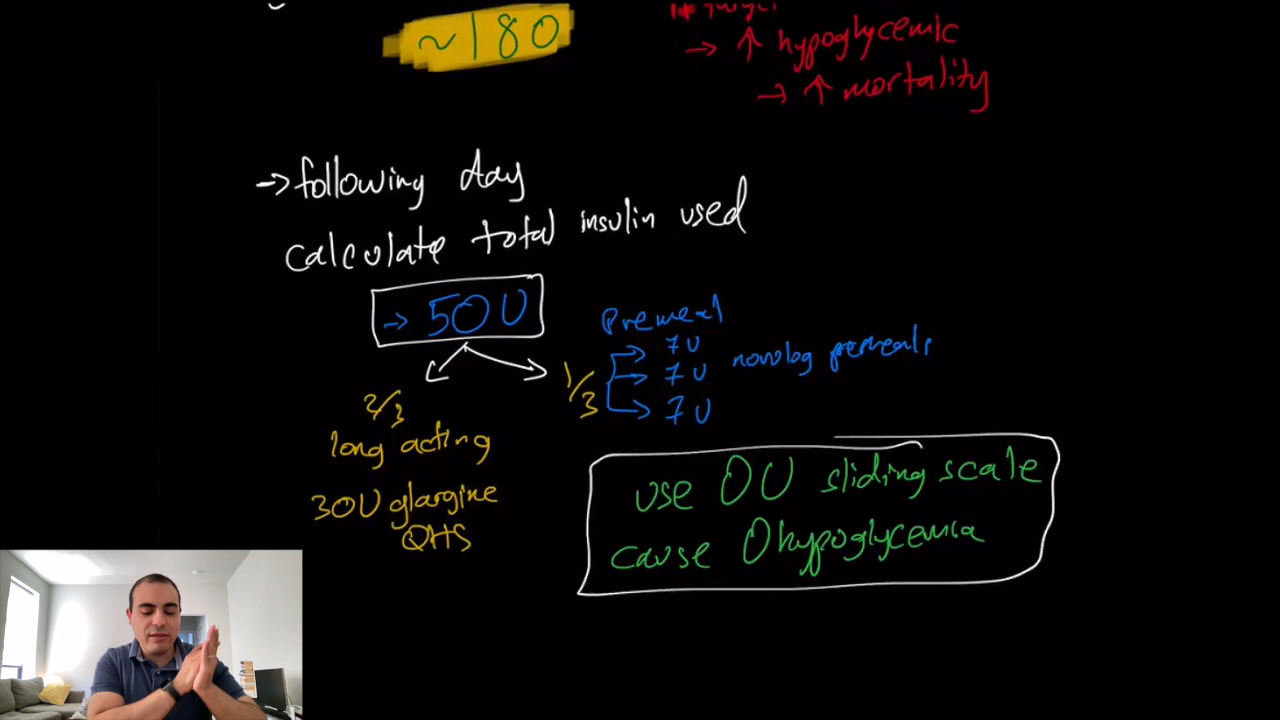 ~180
→ ↑ hypoglycemic
→ ↑ mortality
→ following day
calculate total insulin used
→ 50U
2/3
long acting
30U glargine
QHS
1/3
Premeal
→ 7U
→ 7U
→ 7U
novolog premeals
use 0U sliding scale
cause 0 hypoglycemia